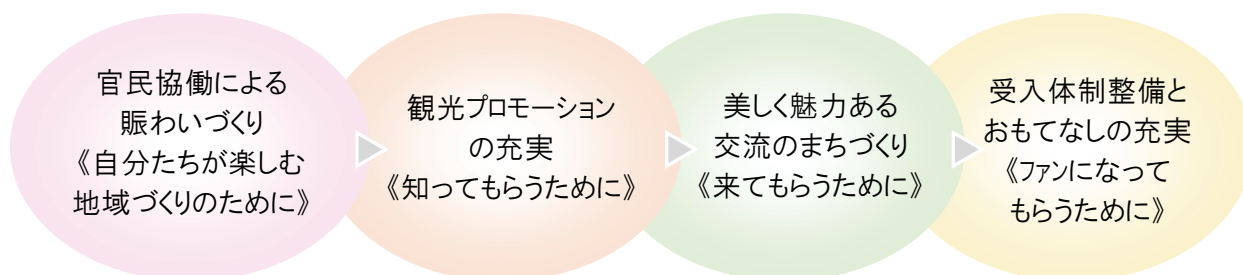 官民協働による
賑わいづくり
《自分たちが楽しむ
地域づくりのために》
観光プロモーション
の充実
《知ってもらうために》
美しく魅力ある
交流のまちづくり
《来てもらうために》
受入体制整備と
おもてなしの充実
《ファンになって
もらうために》